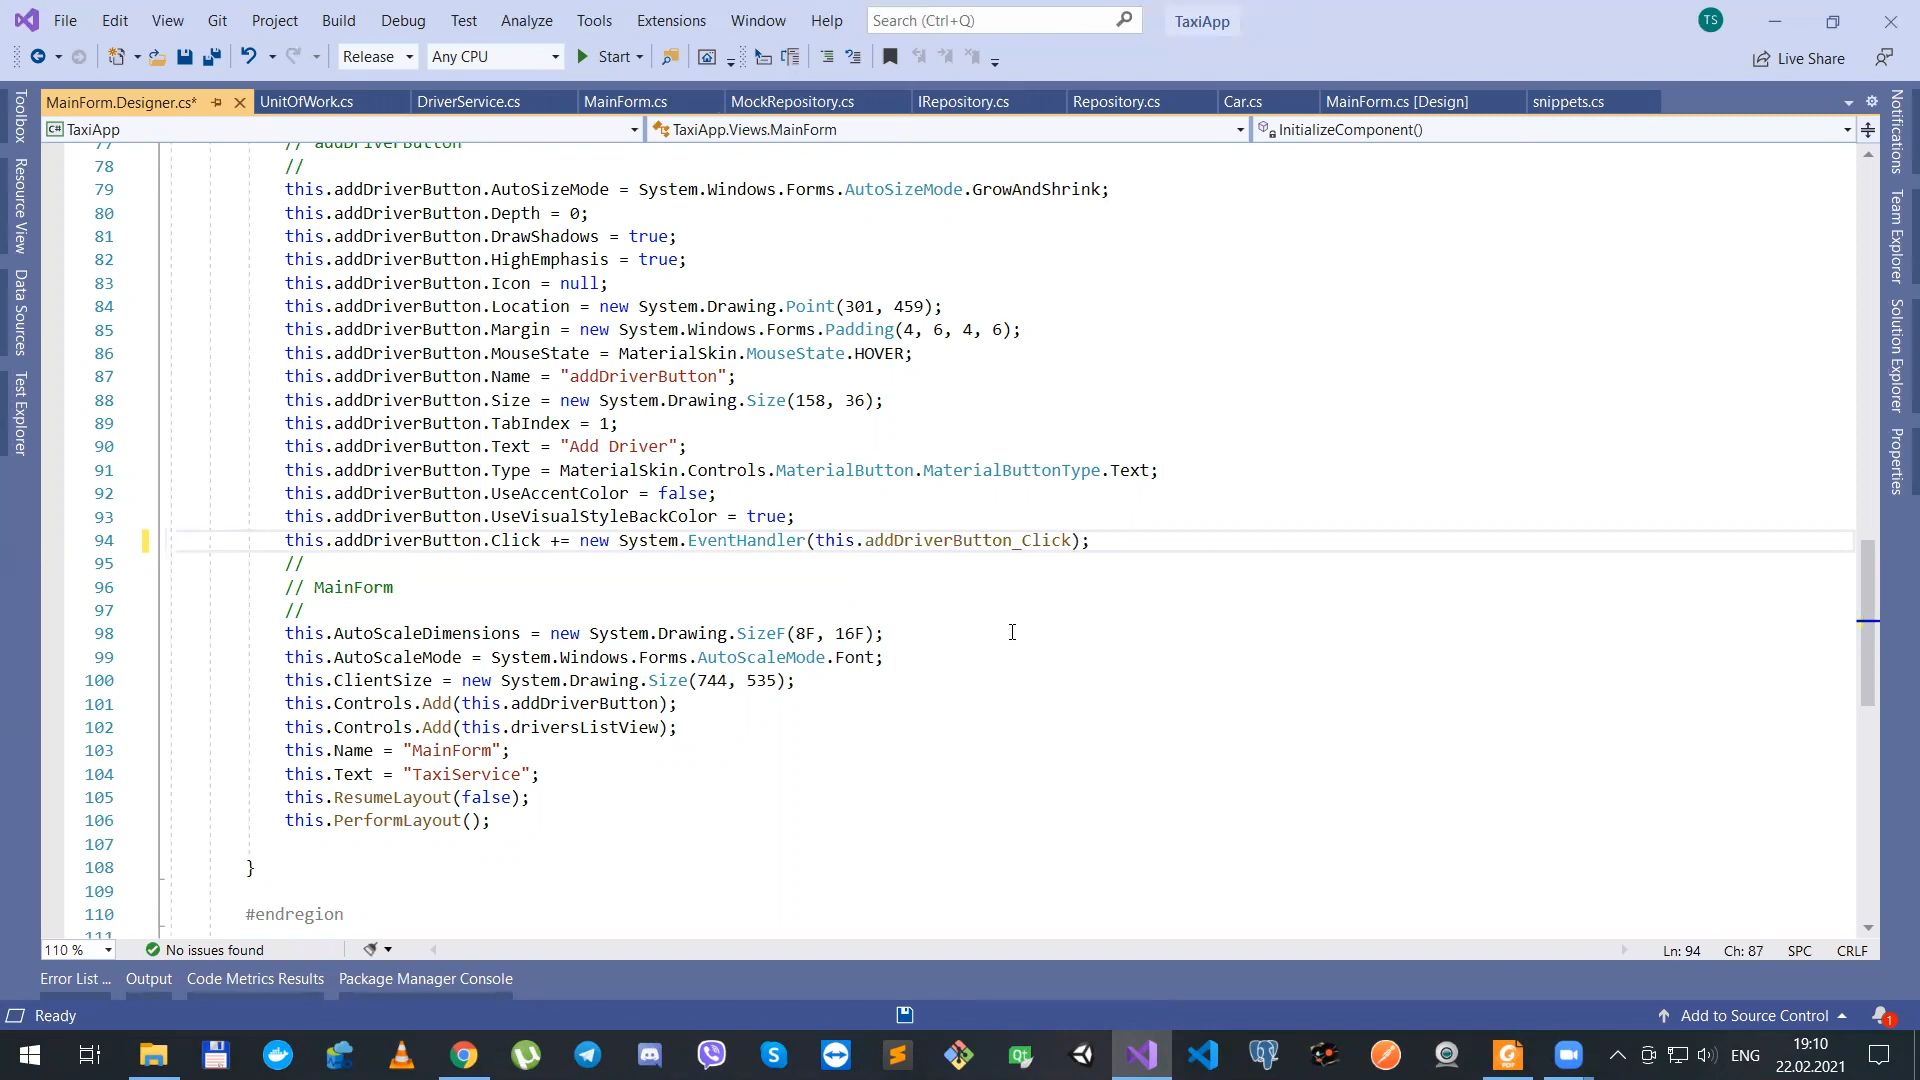 File Edit View Git Project Build Debug Test Analyze Tools Extensions Window Help Search (Ctrl+Q) TaxiApp TS
Release Any CPU Start Live Share
MainForm.Designer.cs* UnitOfWork.cs DriverService.cs MainForm.cs MockRepository.cs IRepository.cs Repository.cs Car.cs MainForm.cs [Design] snippets.cs
C# TaxiApp TaxiApp.Views.MainForm InitializeComponent()
Toolbox
Resource View
Data Sources
Test Explorer
77 // addDriverButton
78 //
79 this.addDriverButton.AutoSizeMode = System.Windows.Forms.AutoSizeMode.GrowAndShrink;
80 this.addDriverButton.Depth = 0;
81 this.addDriverButton.DrawShadows = true;
82 this.addDriverButton.HighEmphasis = true;
83 this.addDriverButton.Icon = null;
84 this.addDriverButton.Location = new System.Drawing.Point(301, 459);
85 this.addDriverButton.Margin = new System.Windows.Forms.Padding(4, 6, 4, 6);
86 this.addDriverButton.MouseState = MaterialSkin.MouseState.HOVER;
87 this.addDriverButton.Name = "addDriverButton";
88 this.addDriverButton.Size = new System.Drawing.Size(158, 36);
89 this.addDriverButton.TabIndex = 1;
90 this.addDriverButton.Text = "Add Driver";
91 this.addDriverButton.Type = MaterialSkin.Controls.MaterialButton.MaterialButtonType.Text;
92 this.addDriverButton.UseAccentColor = false;
93 this.addDriverButton.UseVisualStyleBackColor = true;
94 this.addDriverButton.Click += new System.EventHandler(this.addDriverButton_Click);
95 //
96 // MainForm
97 //
98 this.AutoScaleDimensions = new System.Drawing.SizeF(8F, 16F);
99 this.AutoScaleMode = System.Windows.Forms.AutoScaleMode.Font;
100 this.ClientSize = new System.Drawing.Size(744, 535);
101 this.Controls.Add(this.addDriverButton);
102 this.Controls.Add(this.driversListView);
103 this.Name = "MainForm";
104 this.Text = "TaxiService";
105 this.ResumeLayout(false);
106 this.PerformLayout();
107
108 }
109
110 #endregion
111
Notifications
Team Explorer
Solution Explorer
Properties
110 % No issues found Ln: 94 Ch: 87 SPC CRLF
Error List ... Output Code Metrics Results Package Manager Console
Ready Add to Source Control 1
ENG 19:10
22.02.2021